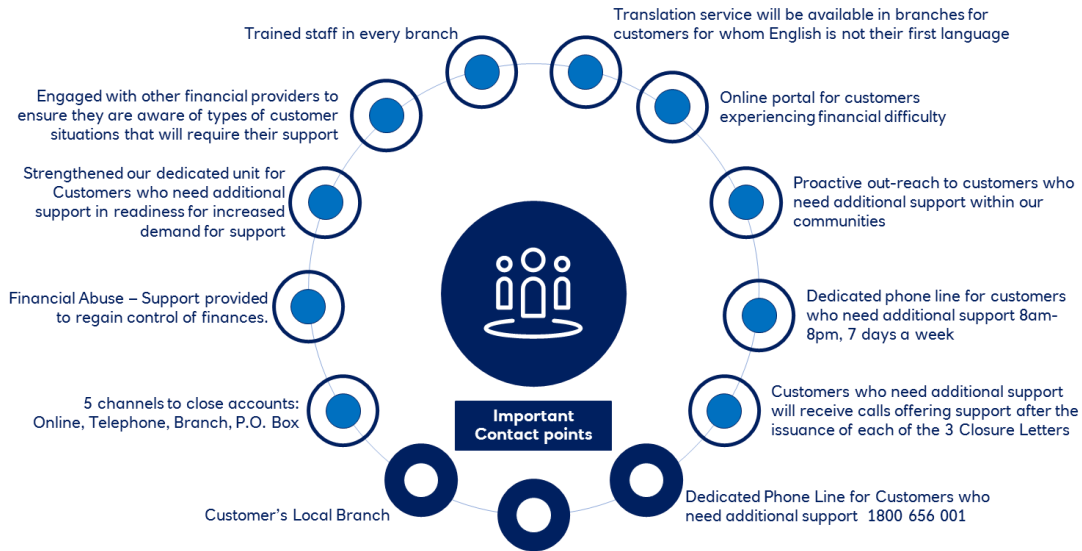 Translation service will be available in branches for
customers for whom English is not their first language
Trained staff in every branch
Engaged with other financial providers to
ensure they are aware of types of customer
situations that will require their support
Online portal for customers
experiencing financial difficulty
Strengthened our dedicated unit for
Customers who need additional
support in readiness for increased
demand for support
Proactive out-reach to customers who
need additional support within our
communities
Financial Abuse – Support provided
to regain control of finances.
Dedicated phone line for customers
who need additional support 8am-
8pm, 7 days a week
5 channels to close accounts:
Online, Telephone, Branch, P.O. Box
Customers who need additional support
will receive calls offering support after the
issuance of each of the 3 Closure Letters
Important
Contact points
Customer's Local Branch
Dedicated Phone Line for Customers who
need additional support 1800 656 001